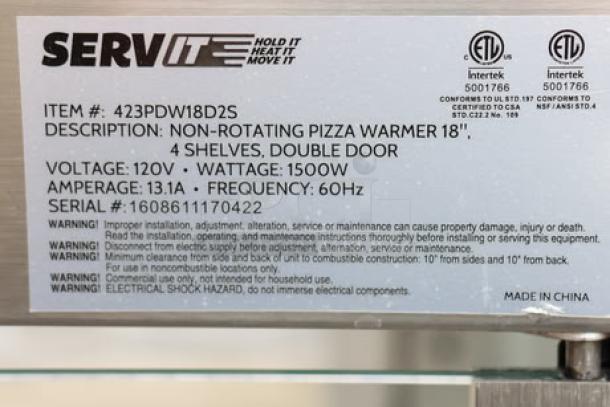 SERVIT HOLD IT
HEAT IT
MOVE IT
ETL
C US
Intertek
5001766
CONFORMS TO UL STD.197
CERTIFIED TO CSA
STD.C22.2 No. 109
ETL
Intertek
5001766
CONFORMS TO
NSF/ANSI STD.4
ITEM #: 423PDW18D2S
DESCRIPTION: NON-ROTATING PIZZA WARMER 18",
4 SHELVES, DOUBLE DOOR
VOLTAGE: 120V • WATTAGE: 1500W
AMPERAGE: 13.1A • FREQUENCY: 60Hz
SERIAL #: 1608611170422
WARNING! Improper installation, adjustment, alteration, service or maintenance can cause property damage, injury or death.
Read the installation, operating, and maintenance instructions thoroughly before installing or serving this equipment.
WARNING! Disconnect from electric supply before adjustment, alternation, service or maintenance.
WARNING! Minimum clearance from side and back of unit to combustible construction: 10" from sides and 10" from back.
For use in noncombustible locations only.
WARNING! Commercial use only, not intended for household use.
WARNING! ELECTRICAL SHOCK HAZARD, do not immerse electrical components.
MADE IN CHINA